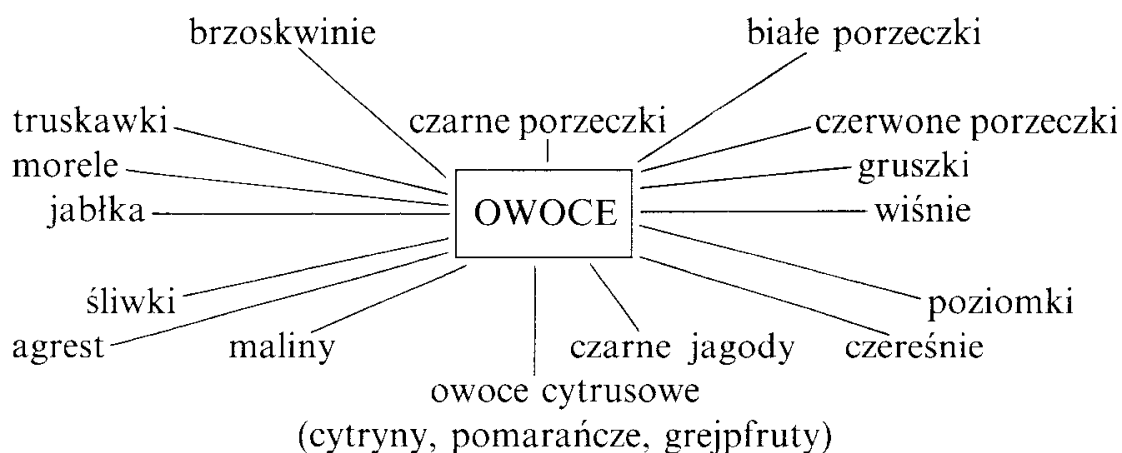 brzoskwinie
białe porzeczki
truskawki
czarne porzeczki
czerwone porzeczki
morele
gruszki
jabłka
OWOCE
wiśnie
śliwki
poziomki
agrest
maliny
czarne jagody
czereśnie
owoce cytrusowe
(cytryny, pomarańcze, grejpfruty)